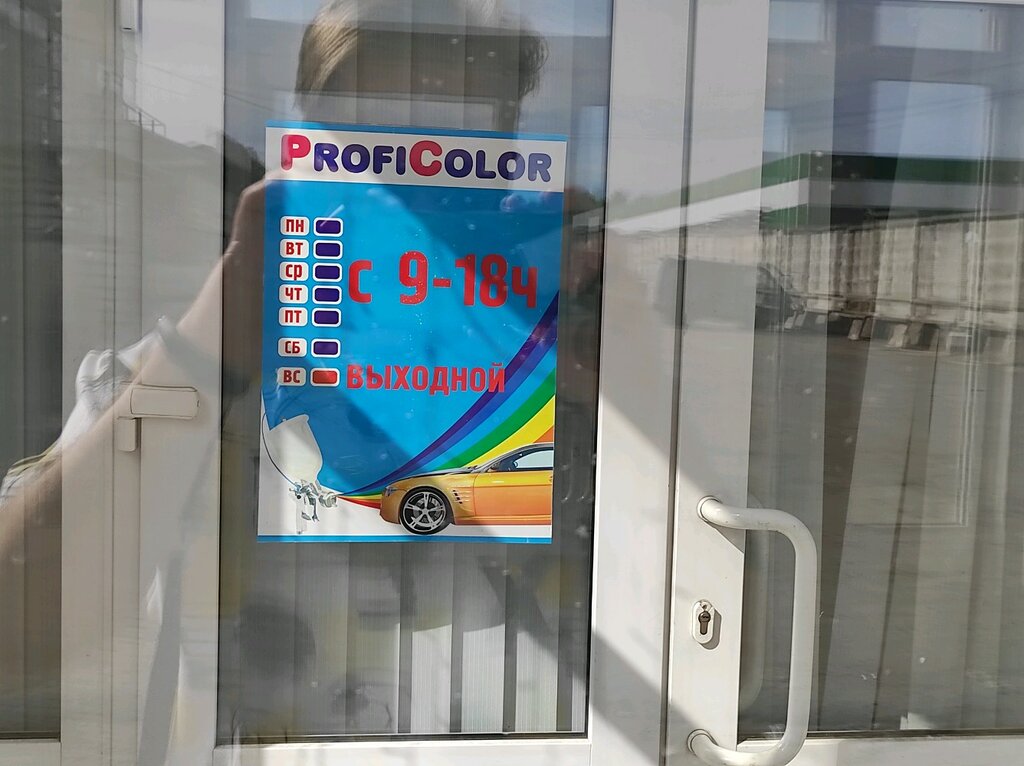 PROFICOLOR
ПН
ВТ
СР
ЧТ
ПТ
с 9-18ч
СБ
ВС ВЫХОДНОЙ